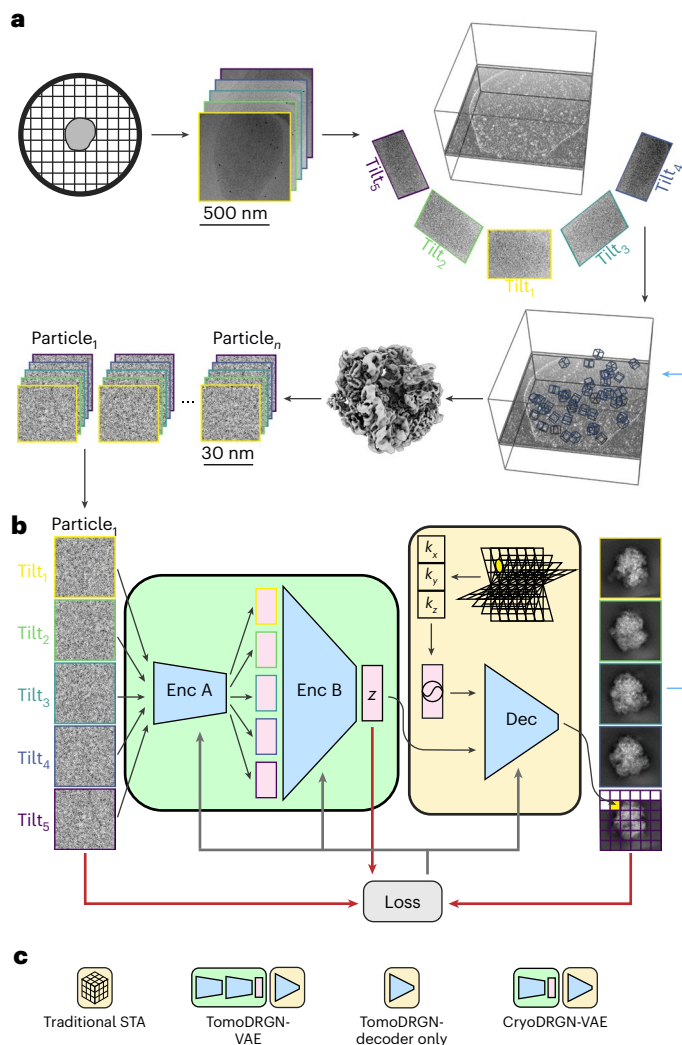 a
500 nm
Tilt5
Tilt2
Tilt1
Tilt3
Tilt4
Particle1
Particlen
...
30 nm
b
Particle1
Tilt1
Tilt2
Tilt3
Tilt4
Tilt5
Enc A
Enc B
z
kx
ky
kz
Dec
Loss
c
Traditional STA
TomoDRGN-
VAE
TomoDRGN-
decoder only
CryoDRGN-VAE